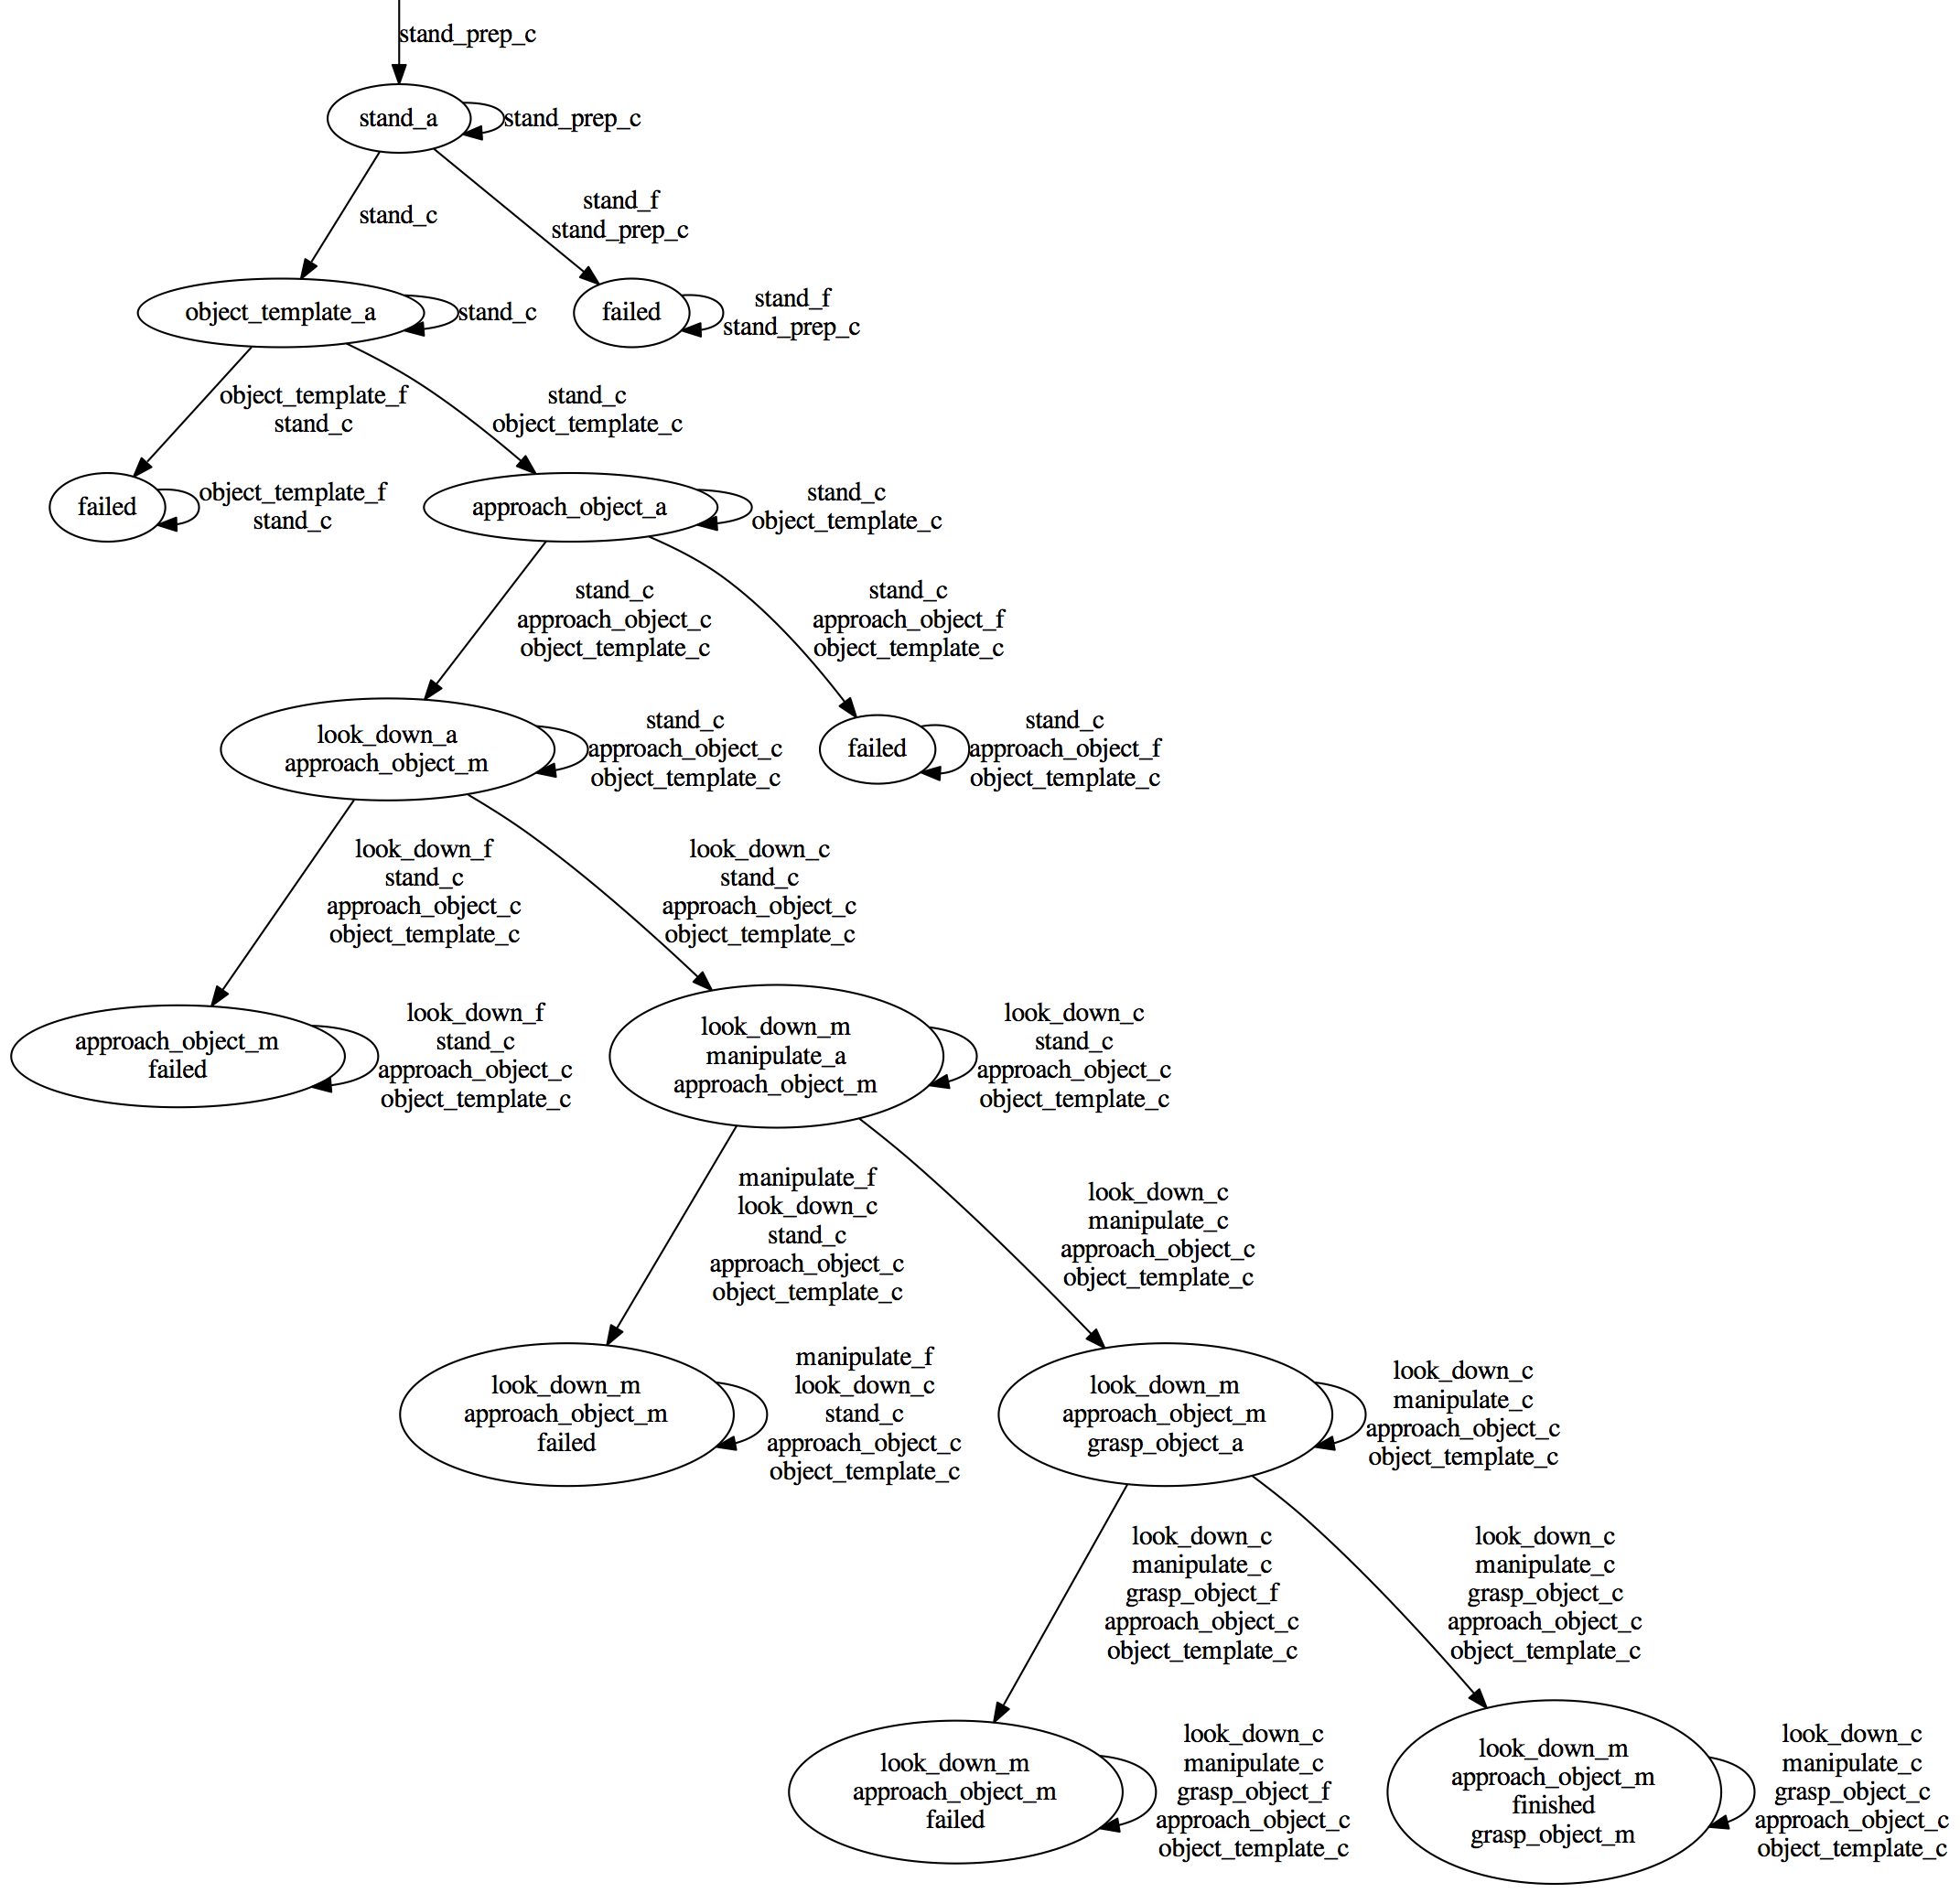 stand_prep_c
stand_a
stand_prep_c
stand_c
stand_f
stand_prep_c
object_template_a
stand_c
failed
stand_f
stand_prep_c
object_template_f
stand_c
stand_c
object_template_c
failed
object_template_f
stand_c
approach_object_a
stand_c
object_template_c
stand_c
approach_object_c
object_template_c
stand_c
approach_object_f
object_template_c
look_down_a
approach_object_m
stand_c
approach_object_c
object_template_c
failed
stand_c
approach_object_f
object_template_c
look_down_f
stand_c
approach_object_c
object_template_c
look_down_c
stand_c
approach_object_c
object_template_c
approach_object_m
failed
look_down_f
stand_c
approach_object_c
object_template_c
look_down_m
manipulate_a
approach_object_m
look_down_c
stand_c
approach_object_c
object_template_c
manipulate_f
look_down_c
stand_c
approach_object_c
object_template_c
look_down_c
manipulate_c
approach_object_c
object_template_c
look_down_m
approach_object_m
failed
manipulate_f
look_down_c
stand_c
approach_object_c
object_template_c
look_down_m
approach_object_m
grasp_object_a
look_down_c
manipulate_c
approach_object_c
object_template_c
look_down_c
manipulate_c
grasp_object_f
approach_object_c
object_template_c
look_down_c
manipulate_c
grasp_object_c
approach_object_c
object_template_c
look_down_m
approach_object_m
failed
look_down_c
manipulate_c
grasp_object_f
approach_object_c
object_template_c
look_down_m
approach_object_m
finished
grasp_object_m
look_down_c
manipulate_c
grasp_object_c
approach_object_c
object_template_c